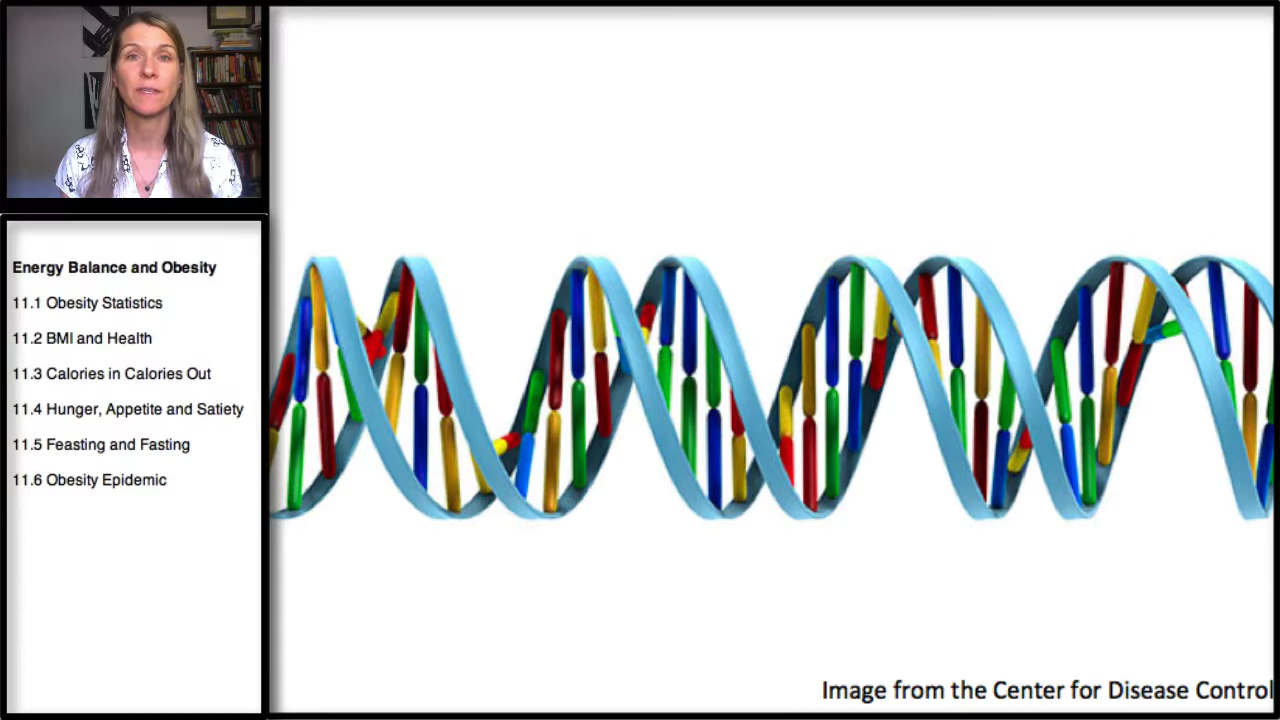 Energy Balance and Obesity
11.1 Obesity Statistics
11.2 BMI and Health
11.3 Calories in Calories Out
11.4 Hunger, Appetite and Satiety
11.5 Feasting and Fasting
11.6 Obesity Epidemic
Image from the Center for Disease Control